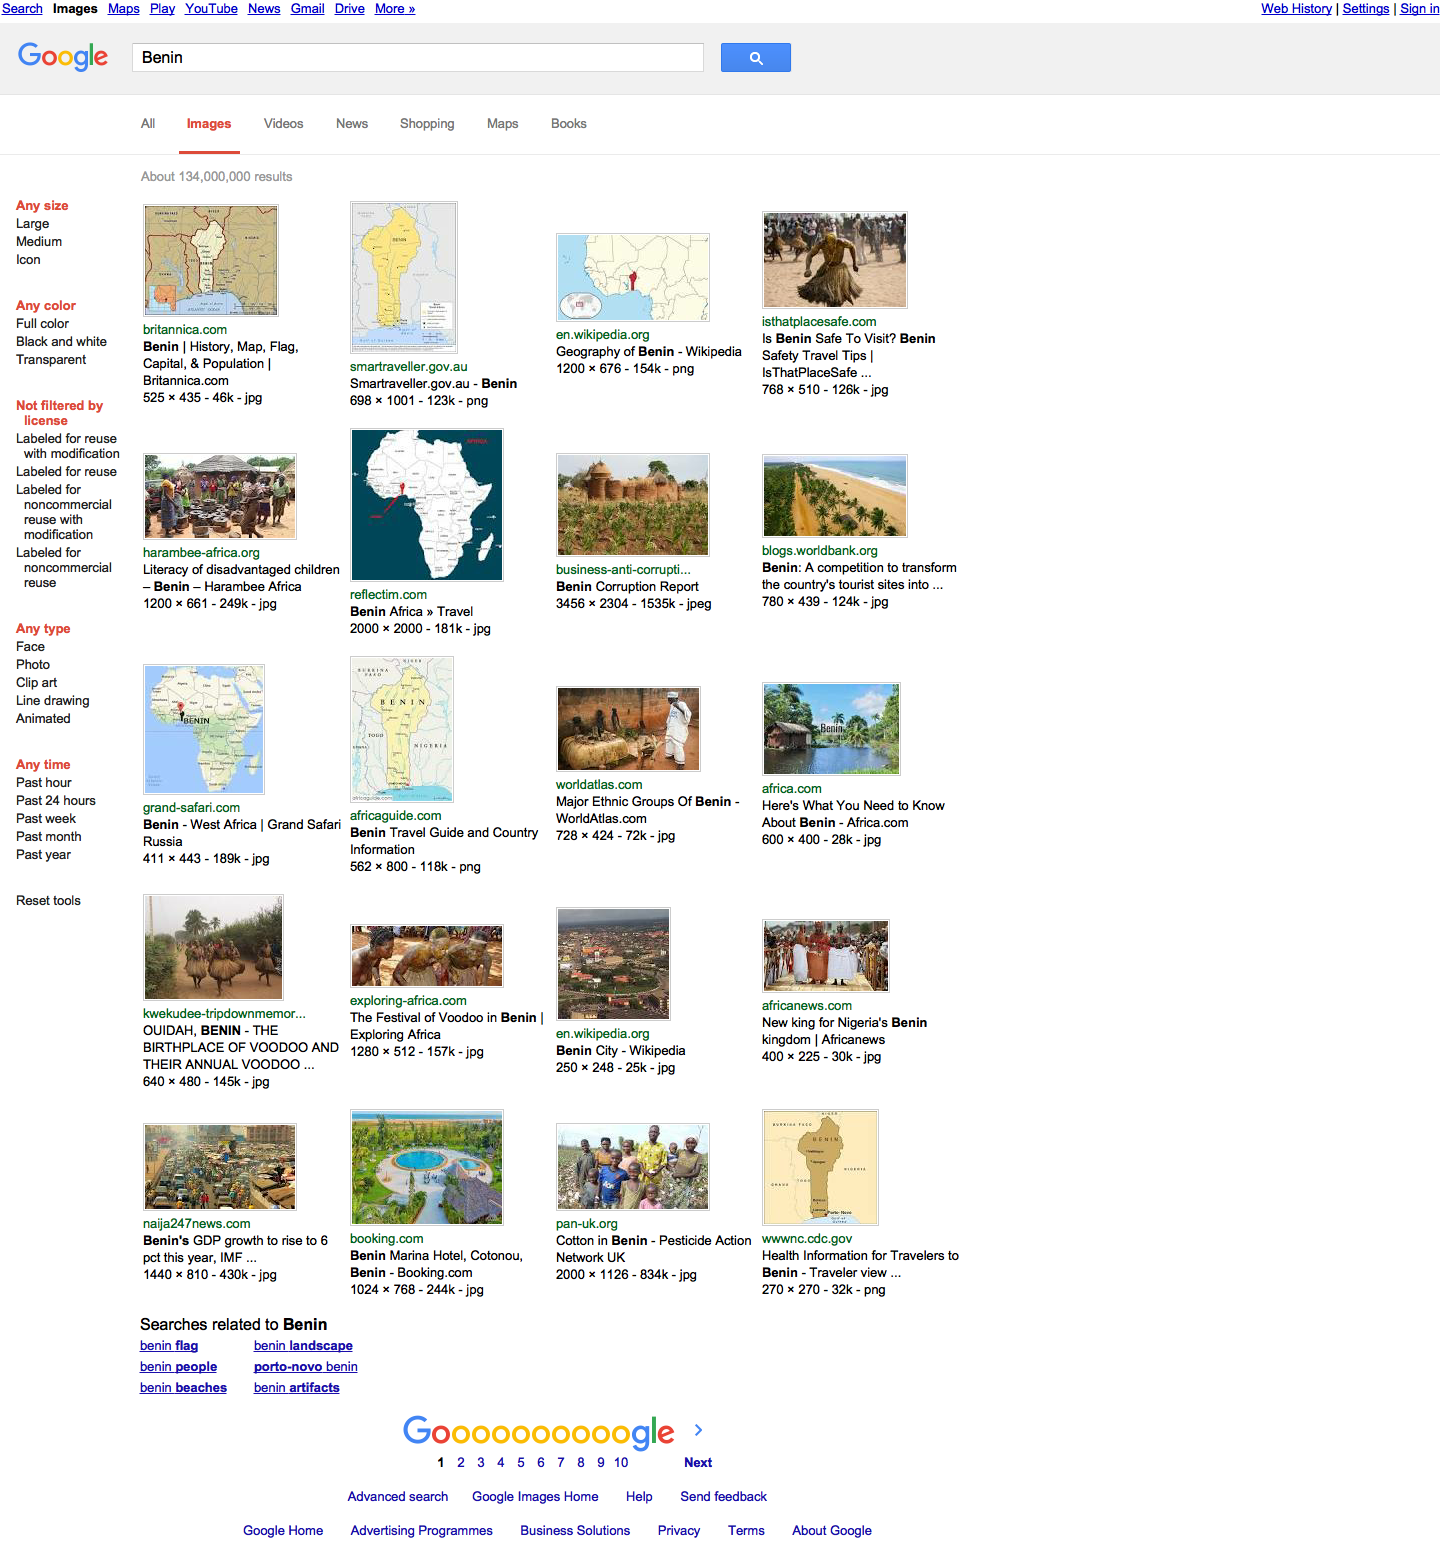 Search Images Maps Play YouTube News Gmail Drive More »
Web History | Settings | Sign in
Google
Benin
All Images Videos News Shopping Maps Books
About 134,000,000 results
Any size
Large
Medium
Icon
Any color
Full color
Black and white
Transparent
Not filtered by
license
Labeled for reuse
with modification
Labeled for reuse
Labeled for
noncommercial
reuse with
modification
Labeled for
noncommercial
reuse
Any type
Face
Photo
Clip art
Line drawing
Animated
Any time
Past hour
Past 24 hours
Past week
Past month
Past year
Reset tools
britannica.com
Benin | History, Map, Flag,
Capital, & Population |
Britannica.com
525 × 435 - 46k - jpg
BENIN
smartraveller.gov.au
Smartraveller.gov.au - Benin
698 × 1001 - 123k - png
en.wikipedia.org
Geography of Benin - Wikipedia
1200 × 676 - 154k - png
isthatplacesafe.com
Is Benin Safe To Visit? Benin
Safety Travel Tips |
IsThatPlaceSafe ...
768 × 510 - 126k - jpg
harambee-africa.org
Literacy of disadvantaged children
– Benin – Harambee Africa
1200 × 661 - 249k - jpg
AFRICA
reflectim.com
Benin Africa » Travel
2000 × 2000 - 181k - jpg
business-anti-corrupti...
Benin Corruption Report
3456 × 2304 - 1535k - jpeg
blogs.worldbank.org
Benin: A competition to transform
the country's tourist sites into ...
780 × 439 - 124k - jpg
BENIN
grand-safari.com
Benin - West Africa | Grand Safari
Russia
411 × 443 - 189k - jpg
BURKINA
FASO
NIGER
BENIN
TOGO
NIGERIA
africaguide.com
africaguide.com
Benin Travel Guide and Country
Information
562 × 800 - 118k - png
worldatlas.com
Major Ethnic Groups Of Benin -
WorldAtlas.com
728 × 424 - 72k - jpg
Benin
africa.com
Here's What You Need to Know
About Benin - Africa.com
600 × 400 - 28k - jpg
kwekudee-tripdownmemor...
OUIDAH, BENIN - THE
BIRTHPLACE OF VOODOO AND
THEIR ANNUAL VOODOO ...
640 × 480 - 145k - jpg
exploring-africa.com
The Festival of Voodoo in Benin |
Exploring Africa
1280 × 512 - 157k - jpg
en.wikipedia.org
Benin City - Wikipedia
250 × 248 - 25k - jpg
africanews.com
New king for Nigeria's Benin
kingdom | Africanews
400 × 225 - 30k - jpg
naija247news.com
Benin's GDP growth to rise to 6
pct this year, IMF ...
1440 × 810 - 430k - jpg
booking.com
Benin Marina Hotel, Cotonou,
Benin - Booking.com
1024 × 768 - 244k - jpg
pan-uk.org
Cotton in Benin - Pesticide Action
Network UK
2000 × 1126 - 834k - jpg
NIGER
BURKINA FASO
BENIN
NIGERIA
GHANA
TOGO
Porto-Novo
wwwnc.cdc.gov
Health Information for Travelers to
Benin - Traveler view ...
270 × 270 - 32k - png
Searches related to Benin
benin flag benin landscape
benin people porto-novo benin
benin beaches benin artifacts
Goooooooooogle
1 2 3 4 5 6 7 8 9 10 Next
Advanced search Google Images Home Help Send feedback
Google Home Advertising Programmes Business Solutions Privacy Terms About Google